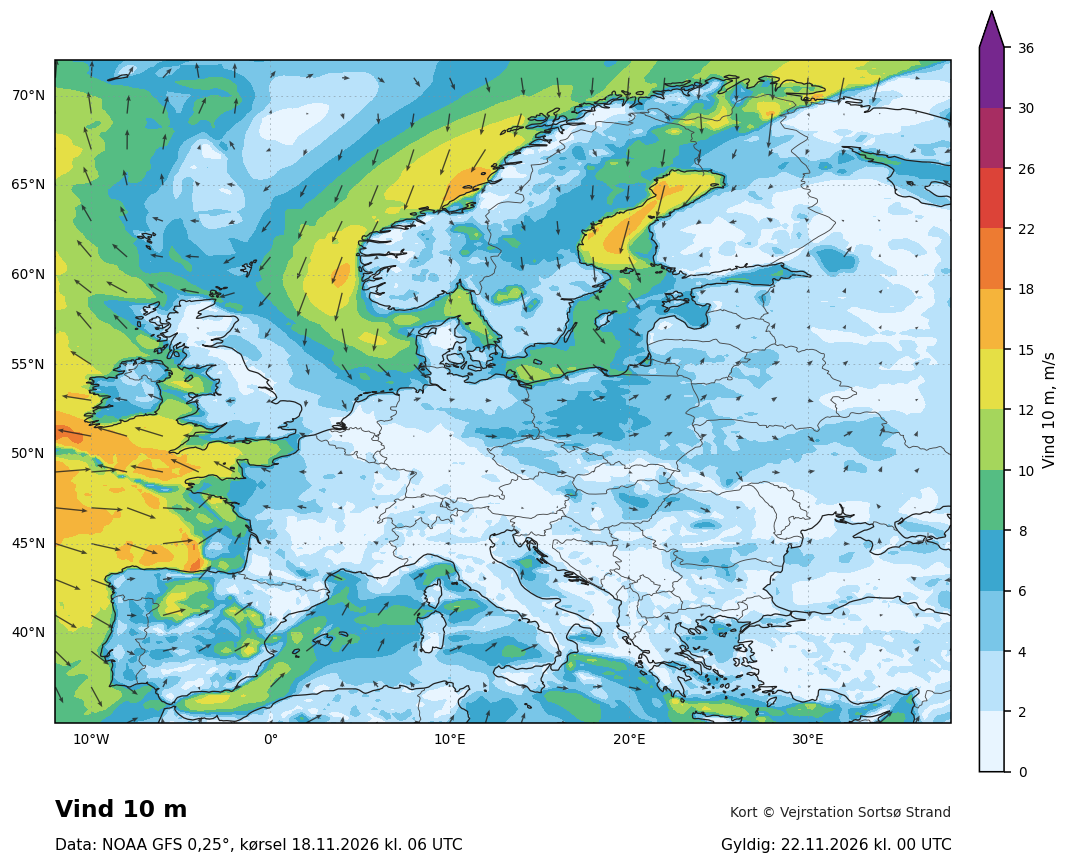 36
30
26
22
18
15
12
10
8
6
4
2
0
Vind 10 m, m/s
70°N
65°N
60°N
55°N
50°N
45°N
40°N
10°W
0°
10°E
20°E
30°E
Vind 10 m
Kort © Vejrstation Sortsø Strand
Data: NOAA GFS 0,25°, kørsel 18.11.2026 kl. 06 UTC
Gyldig: 22.11.2026 kl. 00 UTC